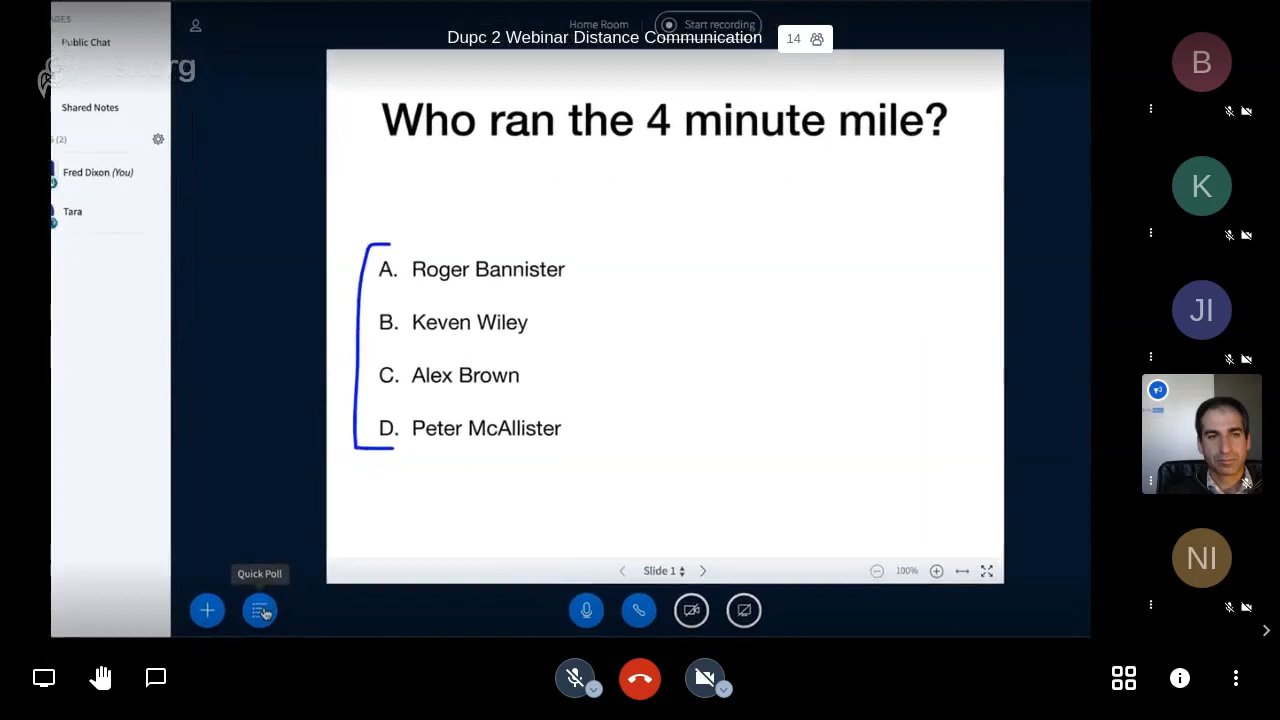 Home Room
Start recording
Dupc 2 Webinar Distance Communication
14
Public Chat
Shared Notes
(2)
Fred Dixon (You)
Tara
Who ran the 4 minute mile?
A. Roger Bannister
B. Keven Wiley
C. Alex Brown
D. Peter McAllister
Slide 1
100%
Quick Poll
B
K
JI
NI